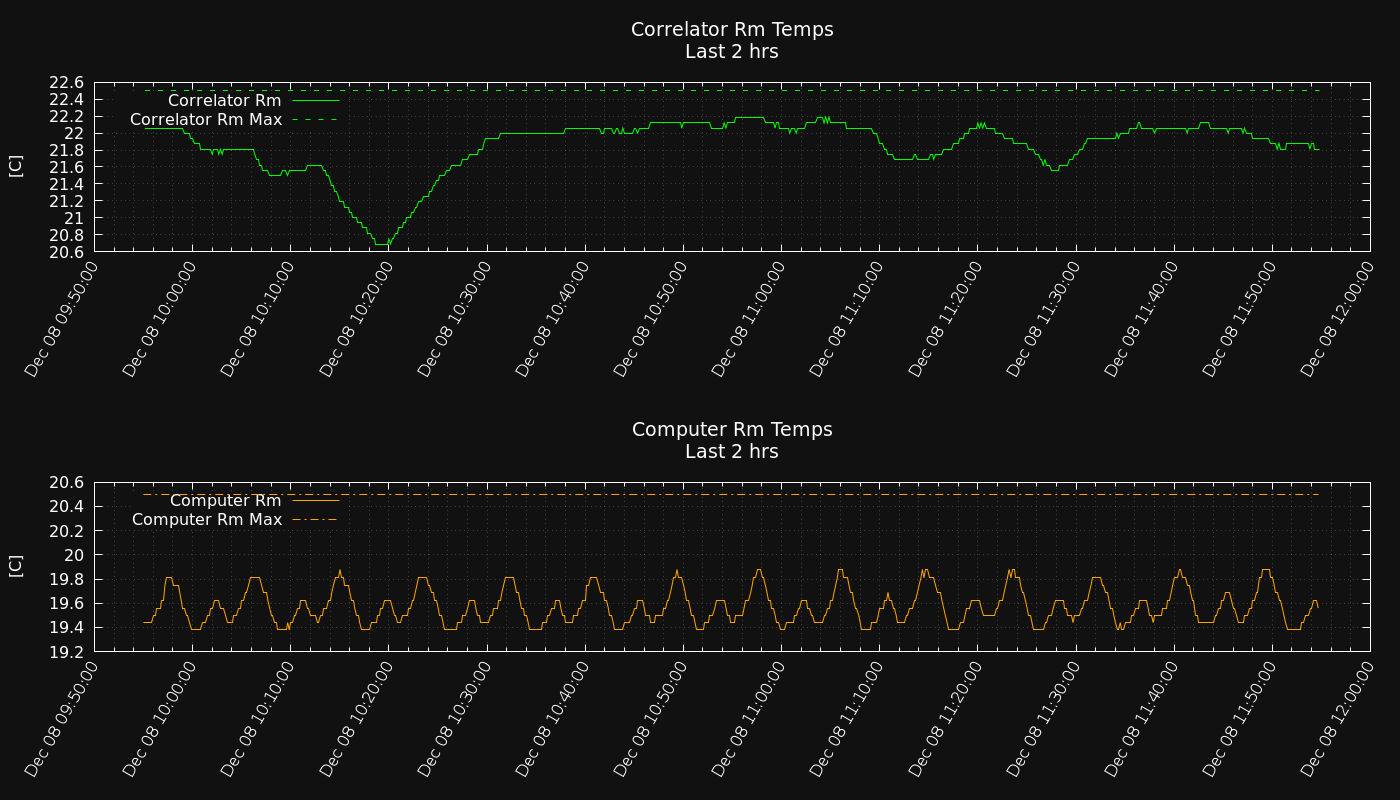 Correlator Rm Temps
Last 2 hrs
22.6
22.4
22.2
22
21.8
21.6
21.4
21.2
21
20.8
20.6
[C]
Correlator Rm
Correlator Rm Max
Dec 08 09:50:00
Dec 08 10:00:00
Dec 08 10:10:00
Dec 08 10:20:00
Dec 08 10:30:00
Dec 08 10:40:00
Dec 08 10:50:00
Dec 08 11:00:00
Dec 08 11:10:00
Dec 08 11:20:00
Dec 08 11:30:00
Dec 08 11:40:00
Dec 08 11:50:00
Dec 08 12:00:00
Computer Rm Temps
Last 2 hrs
20.6
20.4
20.2
20
19.8
19.6
19.4
19.2
[C]
Computer Rm
Computer Rm Max
Dec 08 09:50:00
Dec 08 10:00:00
Dec 08 10:10:00
Dec 08 10:20:00
Dec 08 10:30:00
Dec 08 10:40:00
Dec 08 10:50:00
Dec 08 11:00:00
Dec 08 11:10:00
Dec 08 11:20:00
Dec 08 11:30:00
Dec 08 11:40:00
Dec 08 11:50:00
Dec 08 12:00:00